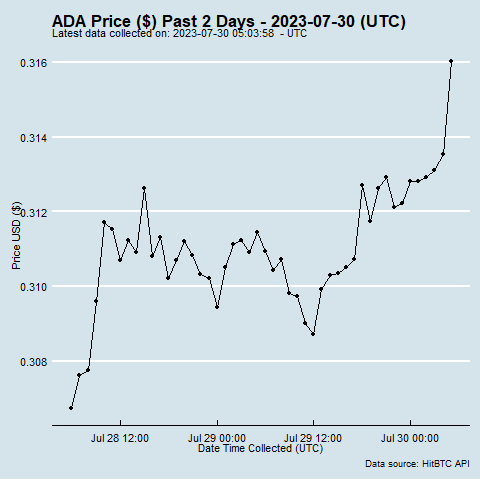 ADA Price ($) Past 2 Days - 2023-07-30 (UTC)
Latest data collected on: 2023-07-30 05:03:58 - UTC
0.316
0.314
0.312
0.310
0.308
Price USD ($)
Jul 28 12:00
Jul 29 00:00
Jul 29 12:00
Jul 30 00:00
Date Time Collected (UTC)
Data source: HitBTC API